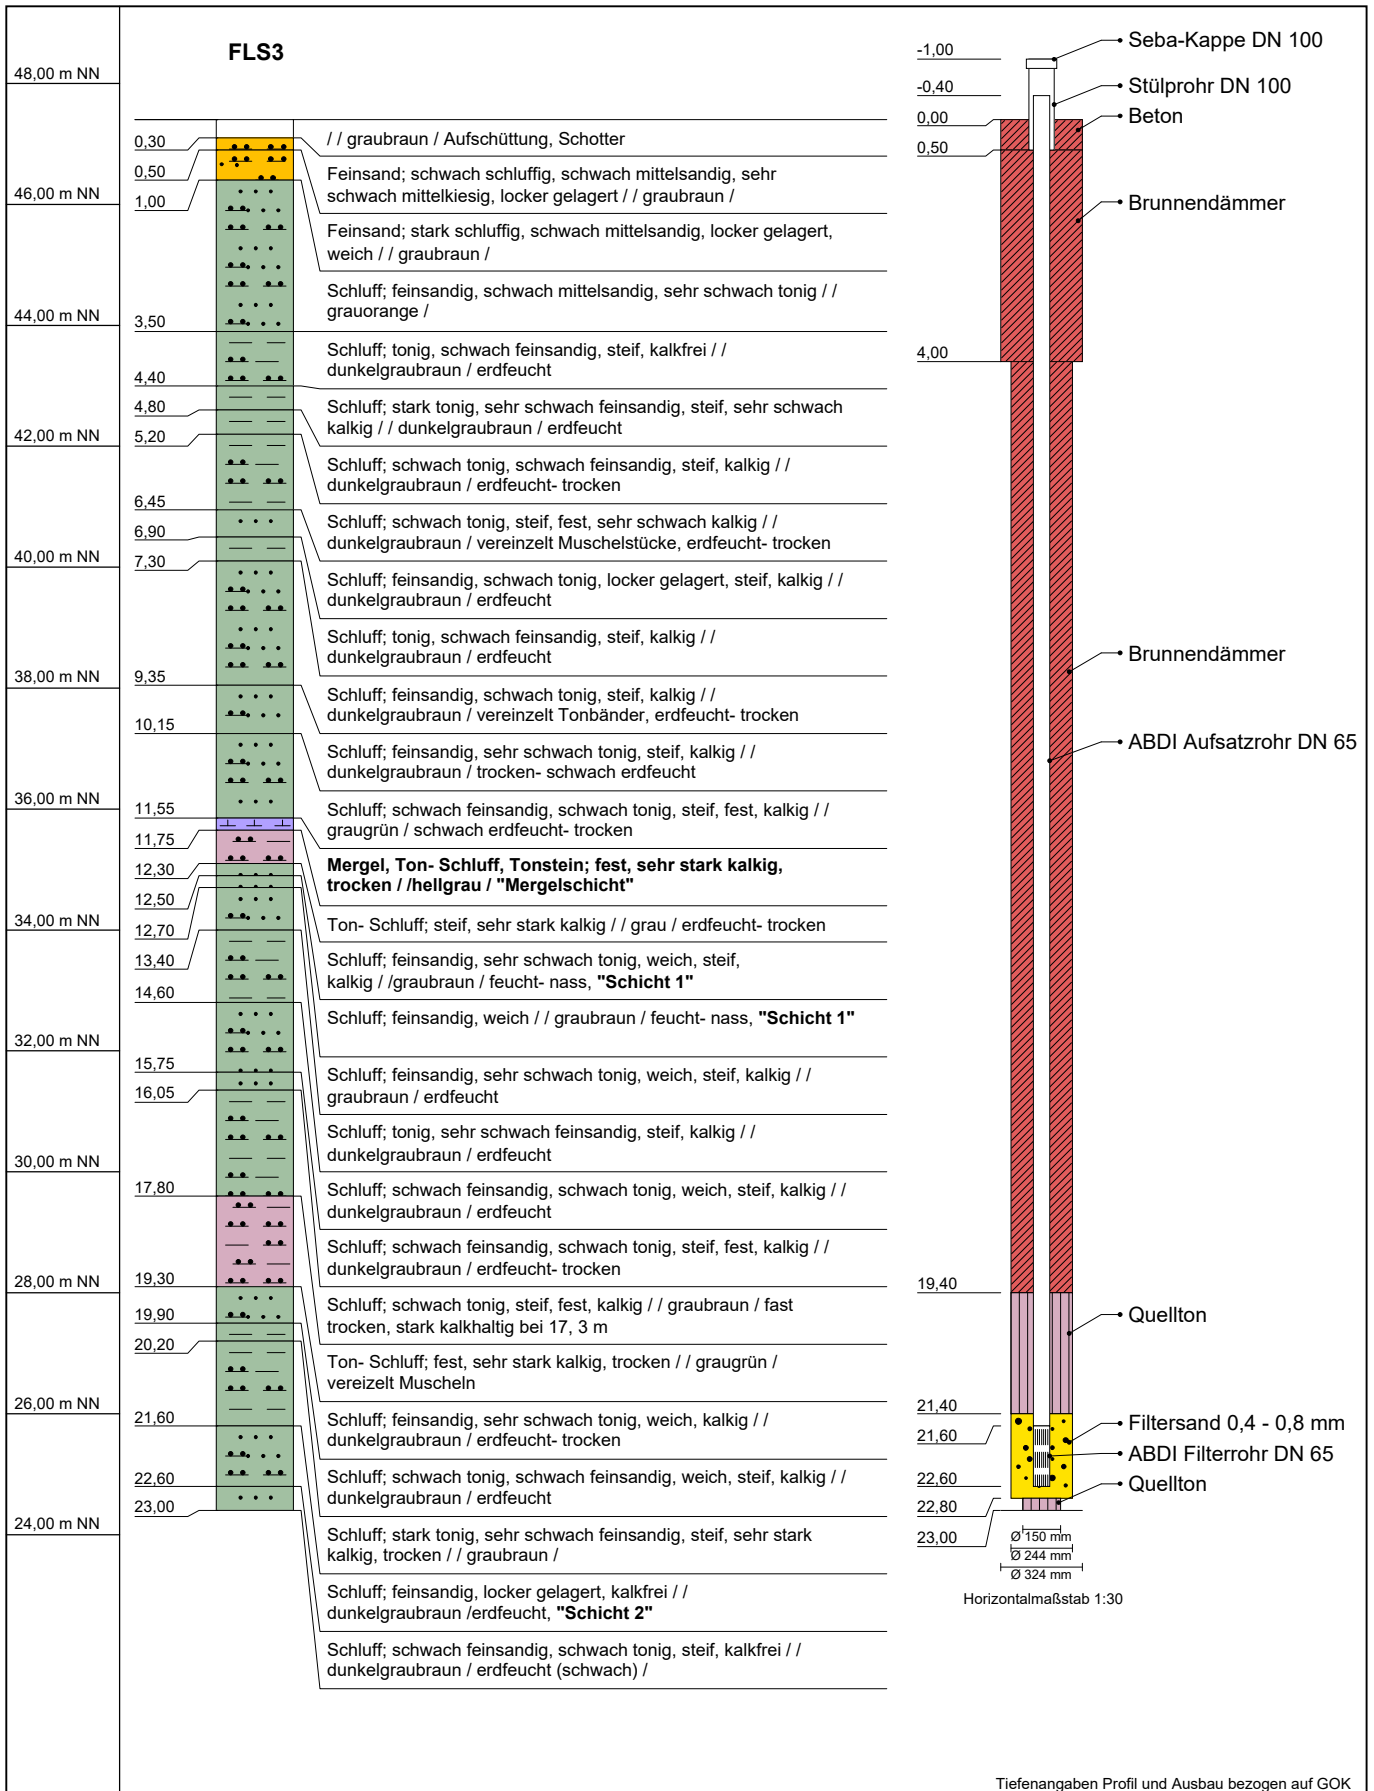 FLS3
48,00 m NN
46,00 m NN
44,00 m NN
42,00 m NN
40,00 m NN
38,00 m NN
36,00 m NN
34,00 m NN
32,00 m NN
30,00 m NN
28,00 m NN
26,00 m NN
24,00 m NN
0,30
0,50
1,00
3,50
4,40
4,80
5,20
6,45
6,90
7,30
9,35
10,15
11,55
11,75
12,30
12,50
12,70
13,40
14,60
15,75
16,05
17,80
19,30
19,90
20,20
21,60
22,60
23,00
/ / graubraun / Aufschüttung, Schotter
Feinsand; schwach schluffig, schwach mittelsandig, sehr
schwach mittelkiesig, locker gelagert / / graubraun /
Feinsand; stark schluffig, schwach mittelsandig, locker gelagert,
weich / / graubraun /
Schluff; feinsandig, schwach mittelsandig, sehr schwach tonig / /
grauorange /
Schluff; tonig, schwach feinsandig, steif, kalkfrei / /
dunkelgraubraun / erdfeucht
Schluff; stark tonig, sehr schwach feinsandig, steif, sehr schwach
kalkig / / dunkelgraubraun / erdfeucht
Schluff; schwach tonig, schwach feinsandig, steif, kalkig / /
dunkelgraubraun / erdfeucht- trocken
Schluff; schwach tonig, steif, fest, sehr schwach kalkig / /
dunkelgraubraun / vereinzelt Muschelstücke, erdfeucht- trocken
Schluff; feinsandig, schwach tonig, locker gelagert, steif, kalkig / /
dunkelgraubraun / erdfeucht
Schluff; tonig, schwach feinsandig, steif, kalkig / /
dunkelgraubraun / erdfeucht
Schluff; feinsandig, schwach tonig, steif, kalkig / /
dunkelgraubraun / vereinzelt Tonbänder, erdfeucht- trocken
Schluff; feinsandig, sehr schwach tonig, steif, kalkig / /
dunkelgraubraun / trocken- schwach erdfeucht
Schluff; schwach feinsandig, schwach tonig, steif, fest, kalkig / /
graugrün / schwach erdfeucht- trocken
Mergel, Ton- Schluff, Tonstein; fest, sehr stark kalkig,
trocken / /hellgrau / "Mergelschicht"
Ton- Schluff; steif, sehr stark kalkig / / grau / erdfeucht- trocken
Schluff; feinsandig, sehr schwach tonig, weich, steif,
kalkig / /graubraun / feucht- nass, "Schicht 1"
Schluff; feinsandig, weich / / graubraun / feucht- nass, "Schicht 1"
Schluff; feinsandig, sehr schwach tonig, weich, steif, kalkig / /
graubraun / erdfeucht
Schluff; tonig, sehr schwach feinsandig, steif, kalkig / /
dunkelgraubraun / erdfeucht
Schluff; schwach feinsandig, schwach tonig, weich, steif, kalkig / /
dunkelgraubraun / erdfeucht
Schluff; schwach feinsandig, schwach tonig, steif, fest, kalkig / /
dunkelgraubraun / erdfeucht- trocken
Schluff; schwach tonig, steif, fest, kalkig / / graubraun / fast
trocken, stark kalkhaltig bei 17, 3 m
Ton- Schluff; fest, sehr stark kalkig, trocken / / graugrün /
vereizelt Muscheln
Schluff; feinsandig, sehr schwach tonig, weich, kalkig / /
dunkelgraubraun / erdfeucht- trocken
Schluff; schwach tonig, schwach feinsandig, weich, steif, kalkig / /
dunkelgraubraun / erdfeucht
Schluff; stark tonig, sehr schwach feinsandig, steif, sehr stark
kalkig, trocken / / graubraun /
Schluff; feinsandig, locker gelagert, kalkfrei / /
dunkelgraubraun /erdfeucht, "Schicht 2"
Schluff; schwach feinsandig, schwach tonig, steif, kalkfrei / /
dunkelgraubraun / erdfeucht (schwach) /
-1,00
-0,40
0,00
0,50
4,00
19,40
21,40
21,60
22,60
22,80
23,00
Seba-Kappe DN 100
Stülprohr DN 100
Beton
Brunnendämmer
Brunnendämmer
ABDI Aufsatzrohr DN 65
Quellton
Filtersand 0,4 - 0,8 mm
ABDI Filterrohr DN 65
Quellton
Ø 150 mm
Ø 244 mm
Ø 324 mm
Horizontalmaßstab 1:30
Tiefenangaben Profil und Ausbau bezogen auf GOK